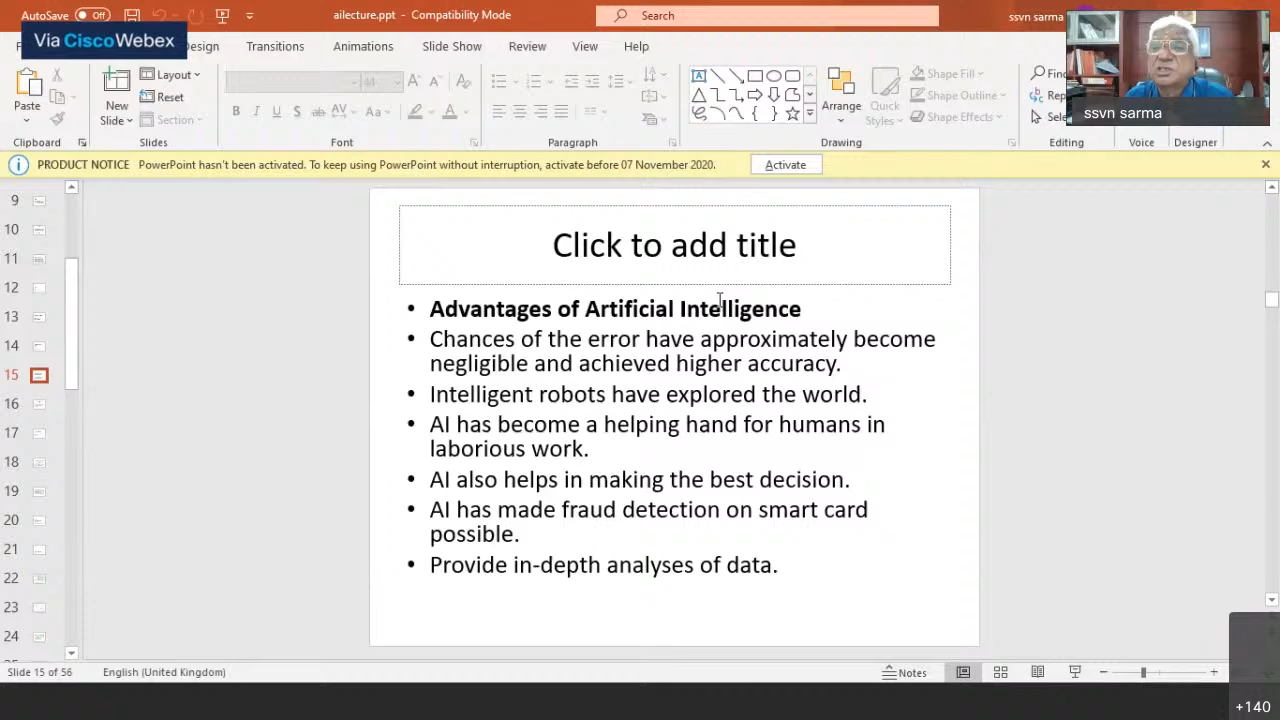 AutoSave Off
ailecture.ppt - Compatibility Mode
Search
ssvn sarma
Via Cisco Webex
Design Transitions Animations Slide Show Review View Help
Paste
New
Slide
Layout
Reset
Section
44
Arrange
Quick
Styles
Shape Fill
Shape Outline
Shape Effects
Clipboard Slides Font Paragraph Drawing Editing Voice Designer
ssvn sarma
PRODUCT NOTICE PowerPoint hasn't been activated. To keep using PowerPoint without interruption, activate before 07 November 2020. Activate
9
10
11
12
13
14
15
16
17
18
19
20
21
22
23
24
Click to add title
• Advantages of Artificial Intelligence
• Chances of the error have approximately become
negligible and achieved higher accuracy.
• Intelligent robots have explored the world.
• AI has become a helping hand for humans in
laborious work.
• AI also helps in making the best decision.
• AI has made fraud detection on smart card
possible.
• Provide in-depth analyses of data.
Slide 15 of 56 English (United Kingdom) Notes
+140